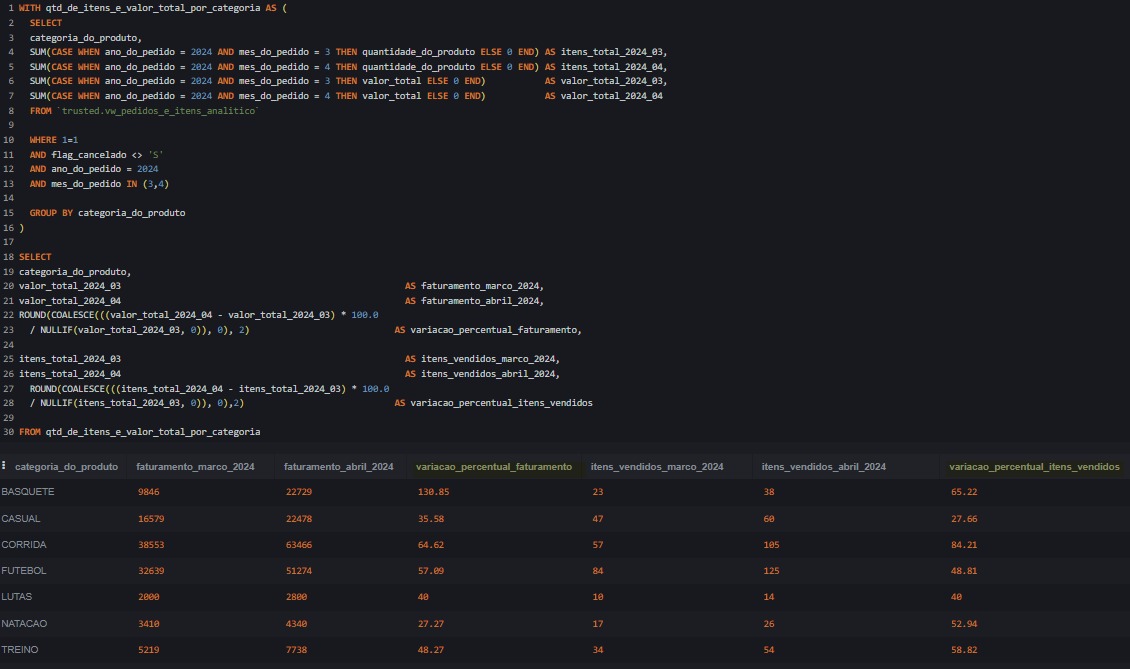 1 WITH qtd_de_itens_e_valor_total_por_categoria AS (
2 SELECT
3 categoria_do_produto,
4 SUM(CASE WHEN ano_do_pedido = 2024 AND mes_do_pedido = 3 THEN quantidade_do_produto ELSE 0 END) AS itens_total_2024_03,
5 SUM(CASE WHEN ano_do_pedido = 2024 AND mes_do_pedido = 4 THEN quantidade_do_produto ELSE 0 END) AS itens_total_2024_04,
6 SUM(CASE WHEN ano_do_pedido = 2024 AND mes_do_pedido = 3 THEN valor_total ELSE 0 END) AS valor_total_2024_03,
7 SUM(CASE WHEN ano_do_pedido = 2024 AND mes_do_pedido = 4 THEN valor_total ELSE 0 END) AS valor_total_2024_04
8 FROM `trusted.vw_pedidos_e_itens_analitico`
9
10 WHERE 1=1
11 AND flag_cancelado <> 'S'
12 AND ano_do_pedido = 2024
13 AND mes_do_pedido IN (3,4)
14
15 GROUP BY categoria_do_produto
16 )
17
18 SELECT
19 categoria_do_produto,
20 valor_total_2024_03 AS faturamento_marco_2024,
21 valor_total_2024_04 AS faturamento_abril_2024,
22 ROUND(COALESCE(((valor_total_2024_04 - valor_total_2024_03) * 100.0
23 / NULLIF(valor_total_2024_03, 0)), 0), 2) AS variacao_percentual_faturamento,
24
25 itens_total_2024_03 AS itens_vendidos_marco_2024,
26 itens_total_2024_04 AS itens_vendidos_abril_2024,
27 ROUND(COALESCE(((itens_total_2024_04 - itens_total_2024_03) * 100.0
28 / NULLIF(itens_total_2024_03, 0)), 0),2) AS variacao_percentual_itens_vendidos
29
30 FROM qtd_de_itens_e_valor_total_por_categoria
categoria_do_produto faturamento_marco_2024 faturamento_abril_2024 variacao_percentual_faturamento itens_vendidos_marco_2024 itens_vendidos_abril_2024 variacao_percentual_itens_vendidos
BASQUETE 9846 22729 130.85 23 38 65.22
CASUAL 16579 22478 35.58 47 60 27.66
CORRIDA 38553 63466 64.62 57 105 84.21
FUTEBOL 32639 51274 57.09 84 125 48.81
LUTAS 2000 2800 40 10 14 40
NATACAO 3410 4340 27.27 17 26 52.94
TREINO 5219 7738 48.27 34 54 58.82